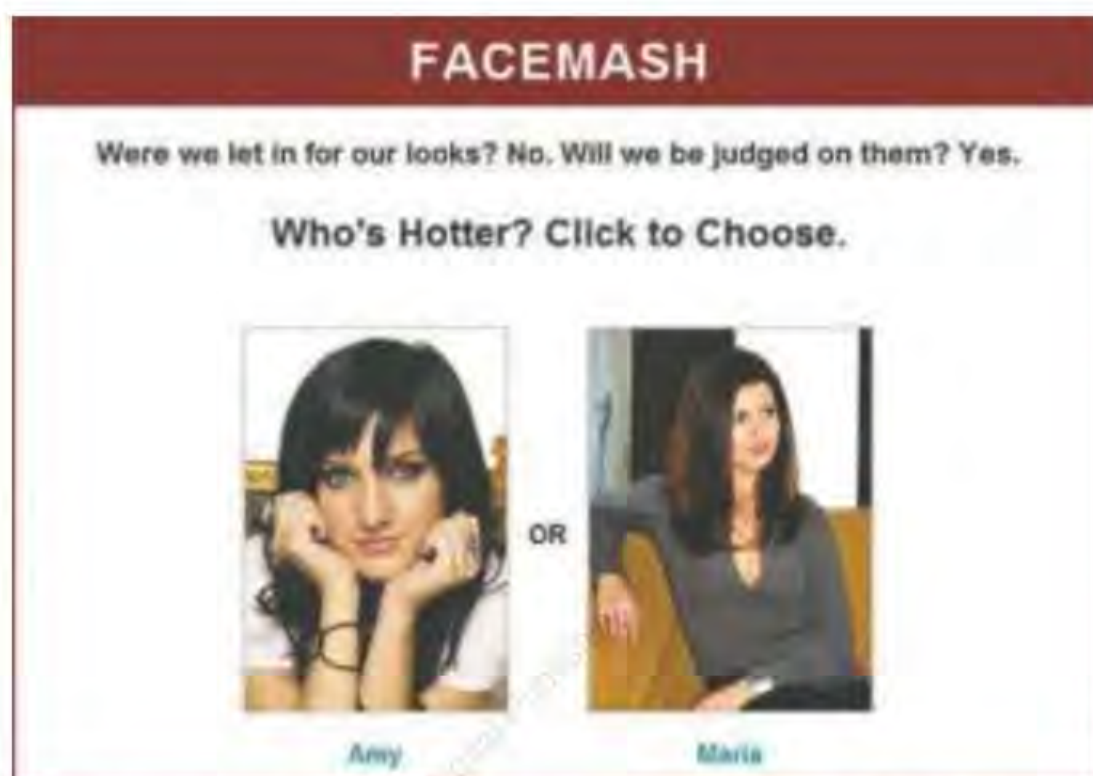 FACEMASH
Were we let in for our looks? No. Will we be judged on them? Yes.
Who's Hotter? Click to Choose.
OR
Amy
Maria